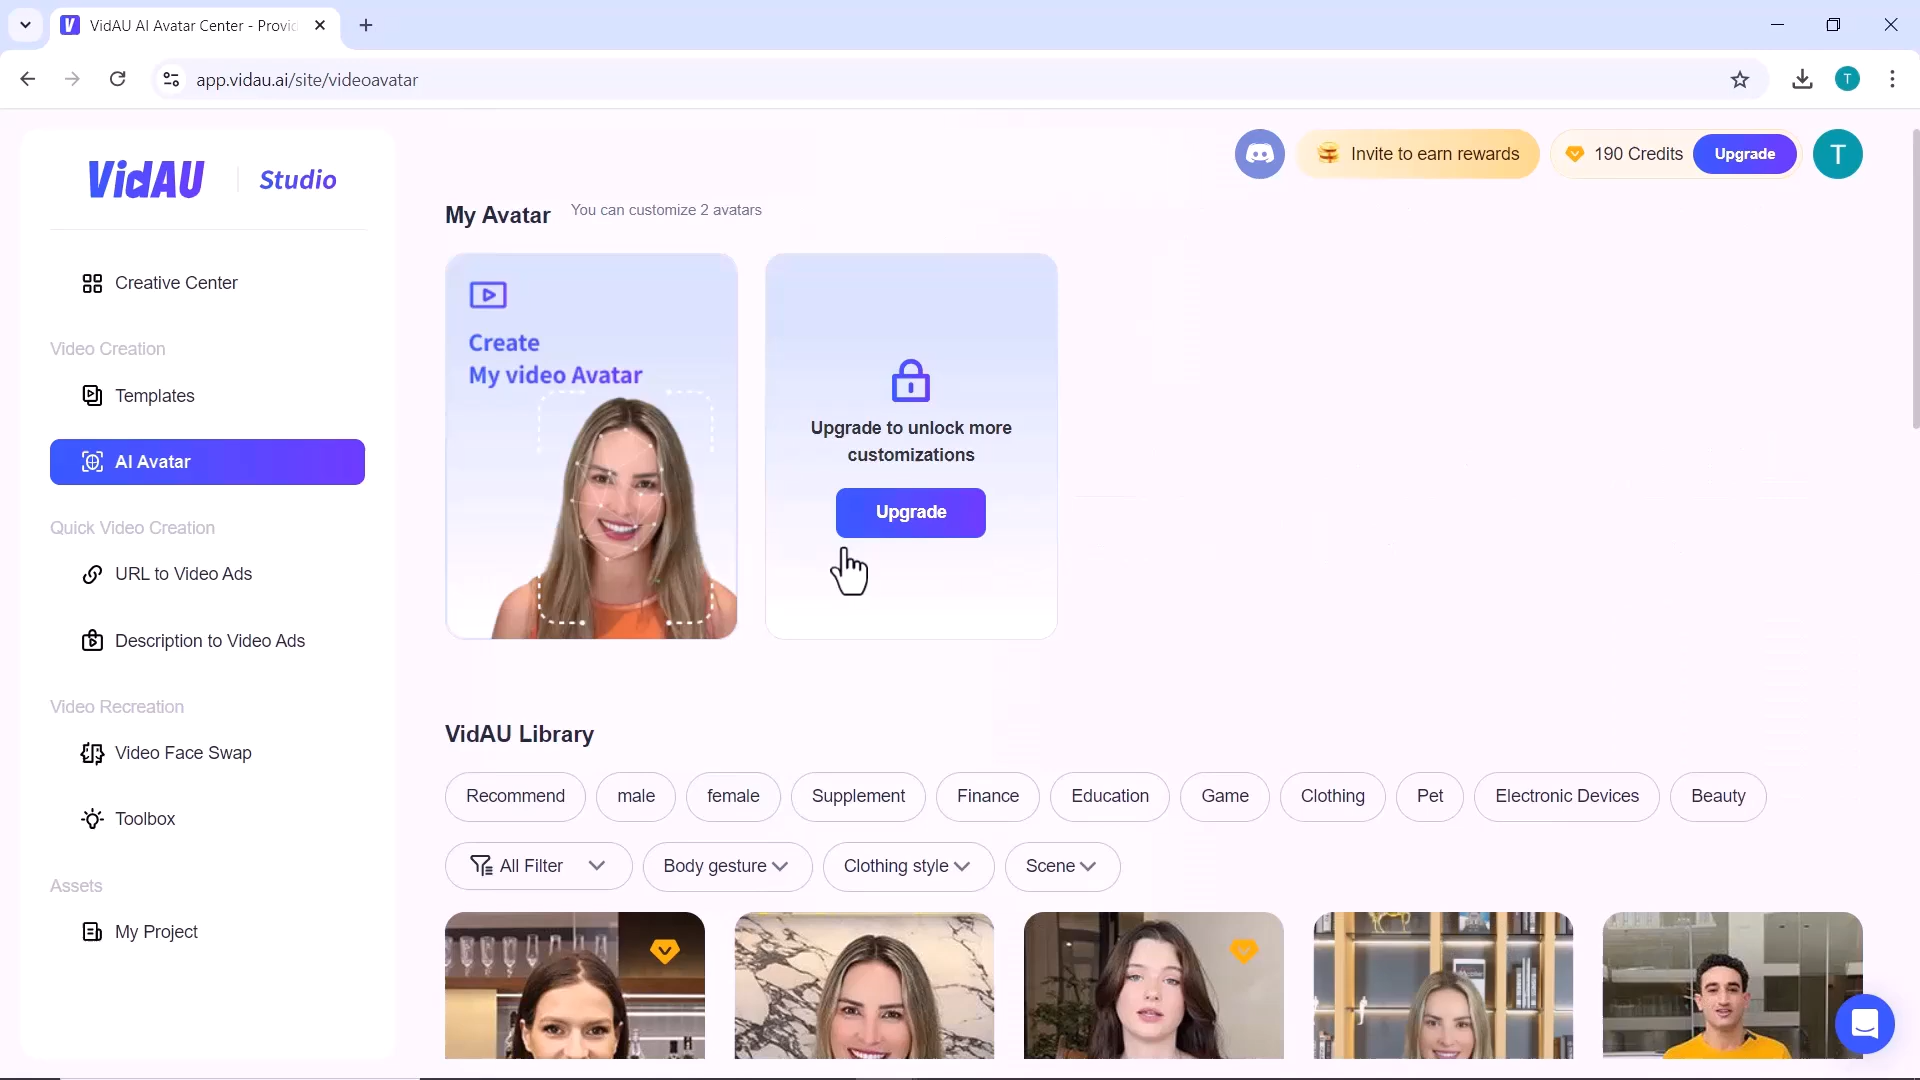 VidAU AI Avatar Center - Provid
app.vidau.ai/site/videoavatar
T
VidAU Studio
Invite to earn rewards
190 Credits
Upgrade
T
Creative Center
Video Creation
Templates
AI Avatar
Quick Video Creation
URL to Video Ads
Description to Video Ads
Video Recreation
Video Face Swap
Toolbox
Assets
My Project
My Avatar
You can customize 2 avatars
Create
My video Avatar
Upgrade to unlock more
customizations
Upgrade
VidAU Library
Recommend
male
female
Supplement
Finance
Education
Game
Clothing
Pet
Electronic Devices
Beauty
All Filter
Body gesture
Clothing style
Scene